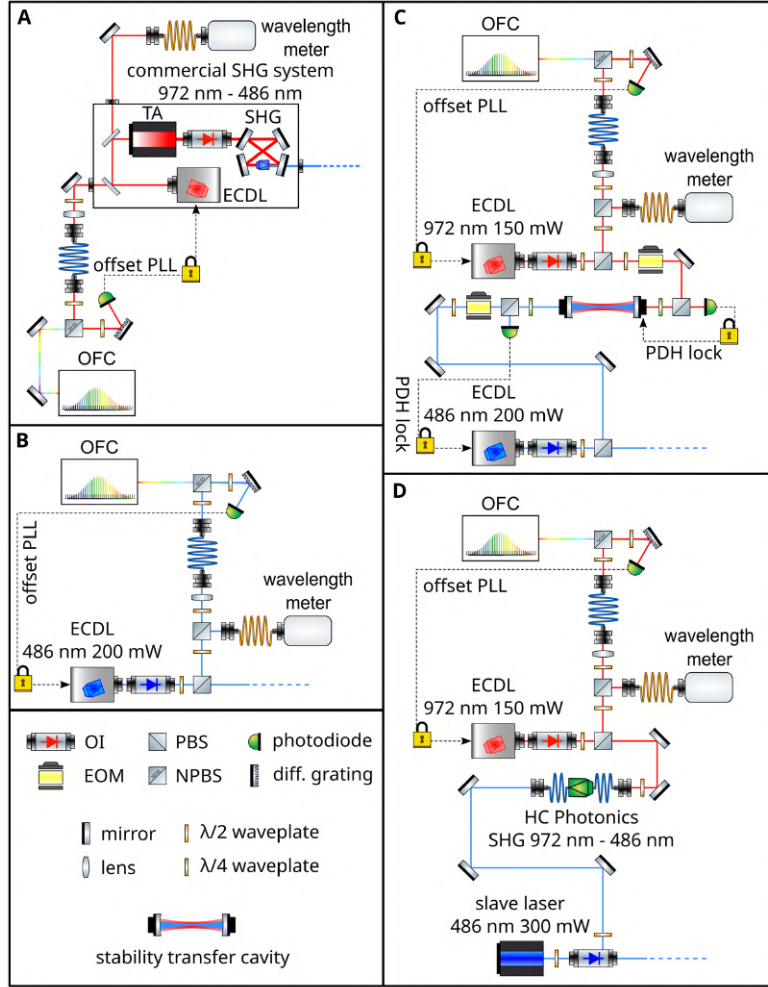 A
wavelength
meter
commercial SHG system
972 nm - 486 nm
TA
SHG
ECDL
offset PLL
OFC
B
OFC
offset PLL
wavelength
meter
ECDL
486 nm 200 mW
OI
PBS
photodiode
EOM
NPBS
diff. grating
mirror
λ/2 waveplate
lens
λ/4 waveplate
stability transfer cavity
C
OFC
offset PLL
wavelength
meter
ECDL
972 nm 150 mW
PDH lock
PDH lock
ECDL
486 nm 200 mW
D
OFC
offset PLL
wavelength
meter
ECDL
972 nm 150 mW
HC Photonics
SHG 972 nm - 486 nm
slave laser
486 nm 300 mW